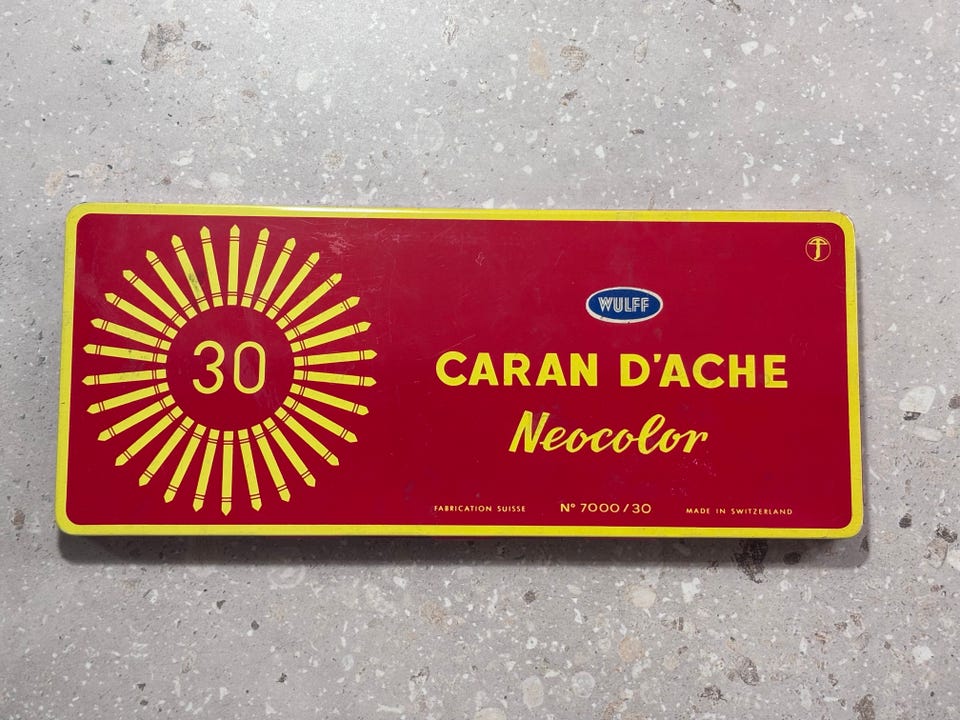 30
WULFF
CARAN D'ACHE
Neocolor
FABRICATION SUISSE
Nº 7000/30
MADE IN SWITZERLAND